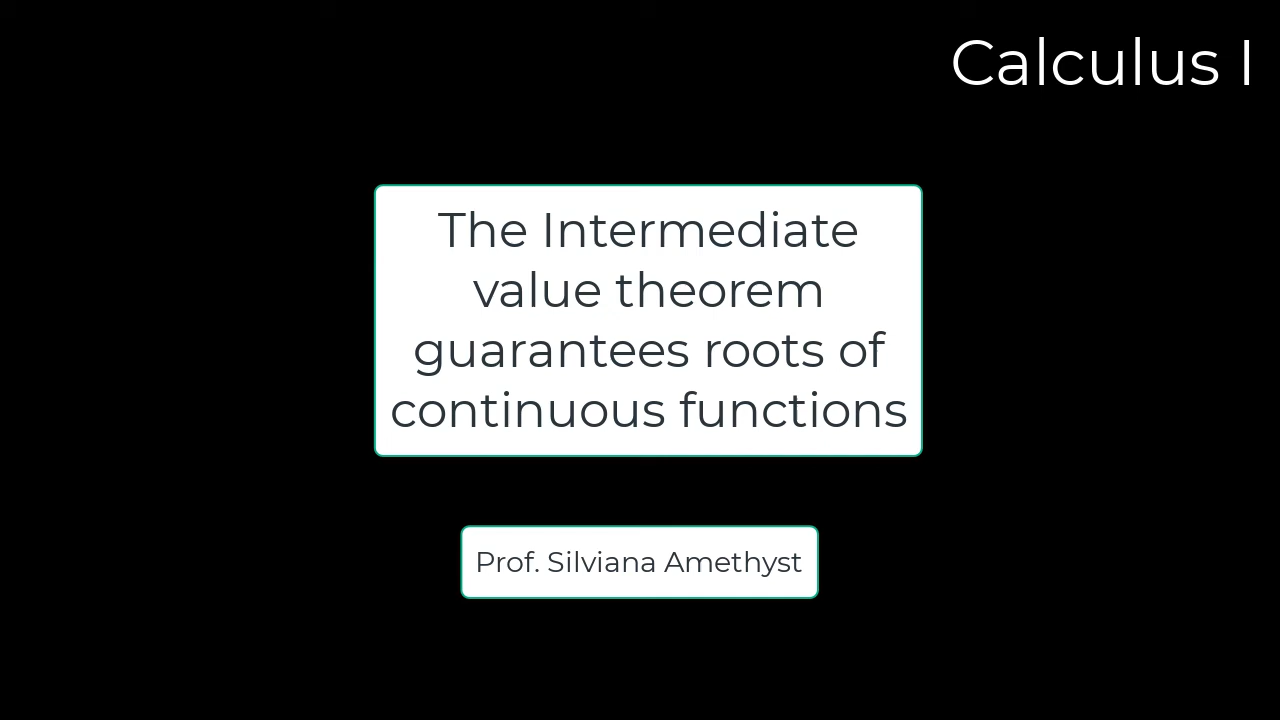 Calculus I
The Intermediate
value theorem
guarantees roots of
continuous functions
Prof. Silviana Amethyst